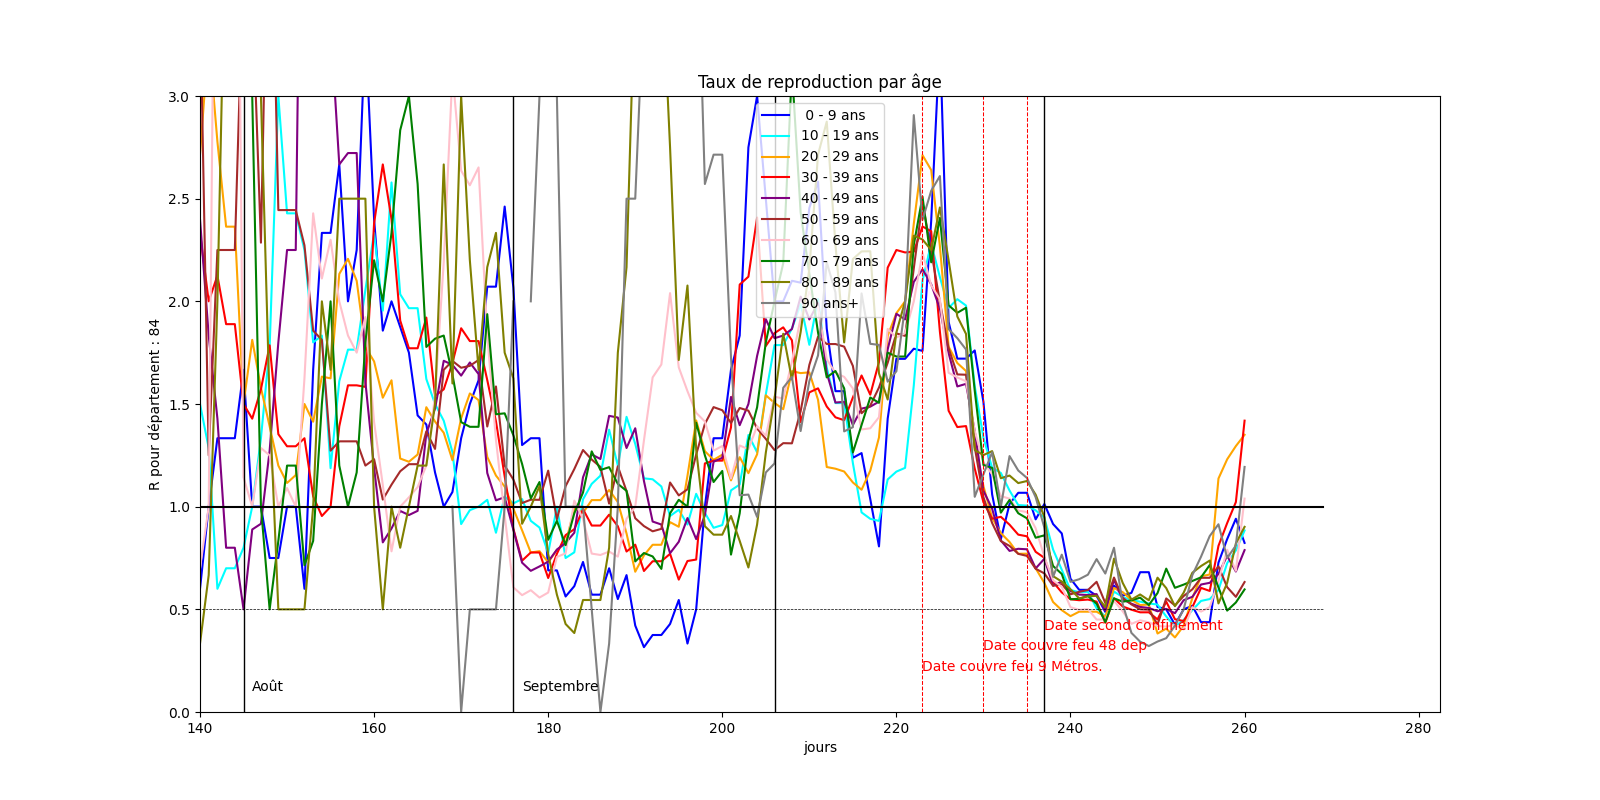 Taux de reproduction par âge
R pour département : 84
3.0
2.5
2.0
1.5
1.0
0.5
0.0
0 - 9 ans
10 - 19 ans
20 - 29 ans
30 - 39 ans
40 - 49 ans
50 - 59 ans
60 - 69 ans
70 - 79 ans
80 - 89 ans
90 ans+
Date second confinement
Date couvre feu 48 dep
Date couvre feu 9 Métros.
Août
Septembre
140 160 180 200 220 240 260 280
jours